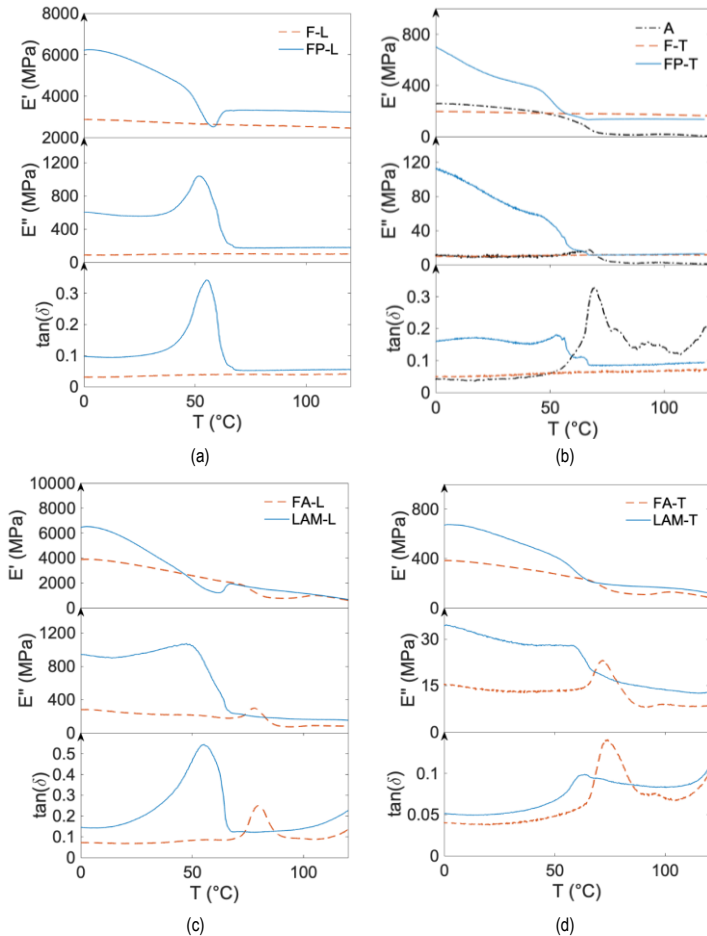 F-L
FP-L
E' (MPa)
6000
4000
2000
E" (MPa)
1200
800
400
0
tan(δ)
0.3
0.2
0.1
0
0 50 100
T (°C)
(a)
A
F-T
FP-T
E' (MPa)
800
400
0
E" (MPa)
120
80
40
0
tan(δ)
0.3
0.2
0.1
0
0 50 100
T (°C)
(b)
FA-L
LAM-L
E' (MPa)
10000
8000
6000
4000
2000
0
E" (MPa)
1200
800
400
0
tan(δ)
0.5
0.4
0.3
0.2
0.1
0
0 50 100
T (°C)
(c)
FA-T
LAM-T
E' (MPa)
800
400
0
E" (MPa)
30
15
0
tan(δ)
0.1
0.05
0
0 50 100
T (°C)
(d)